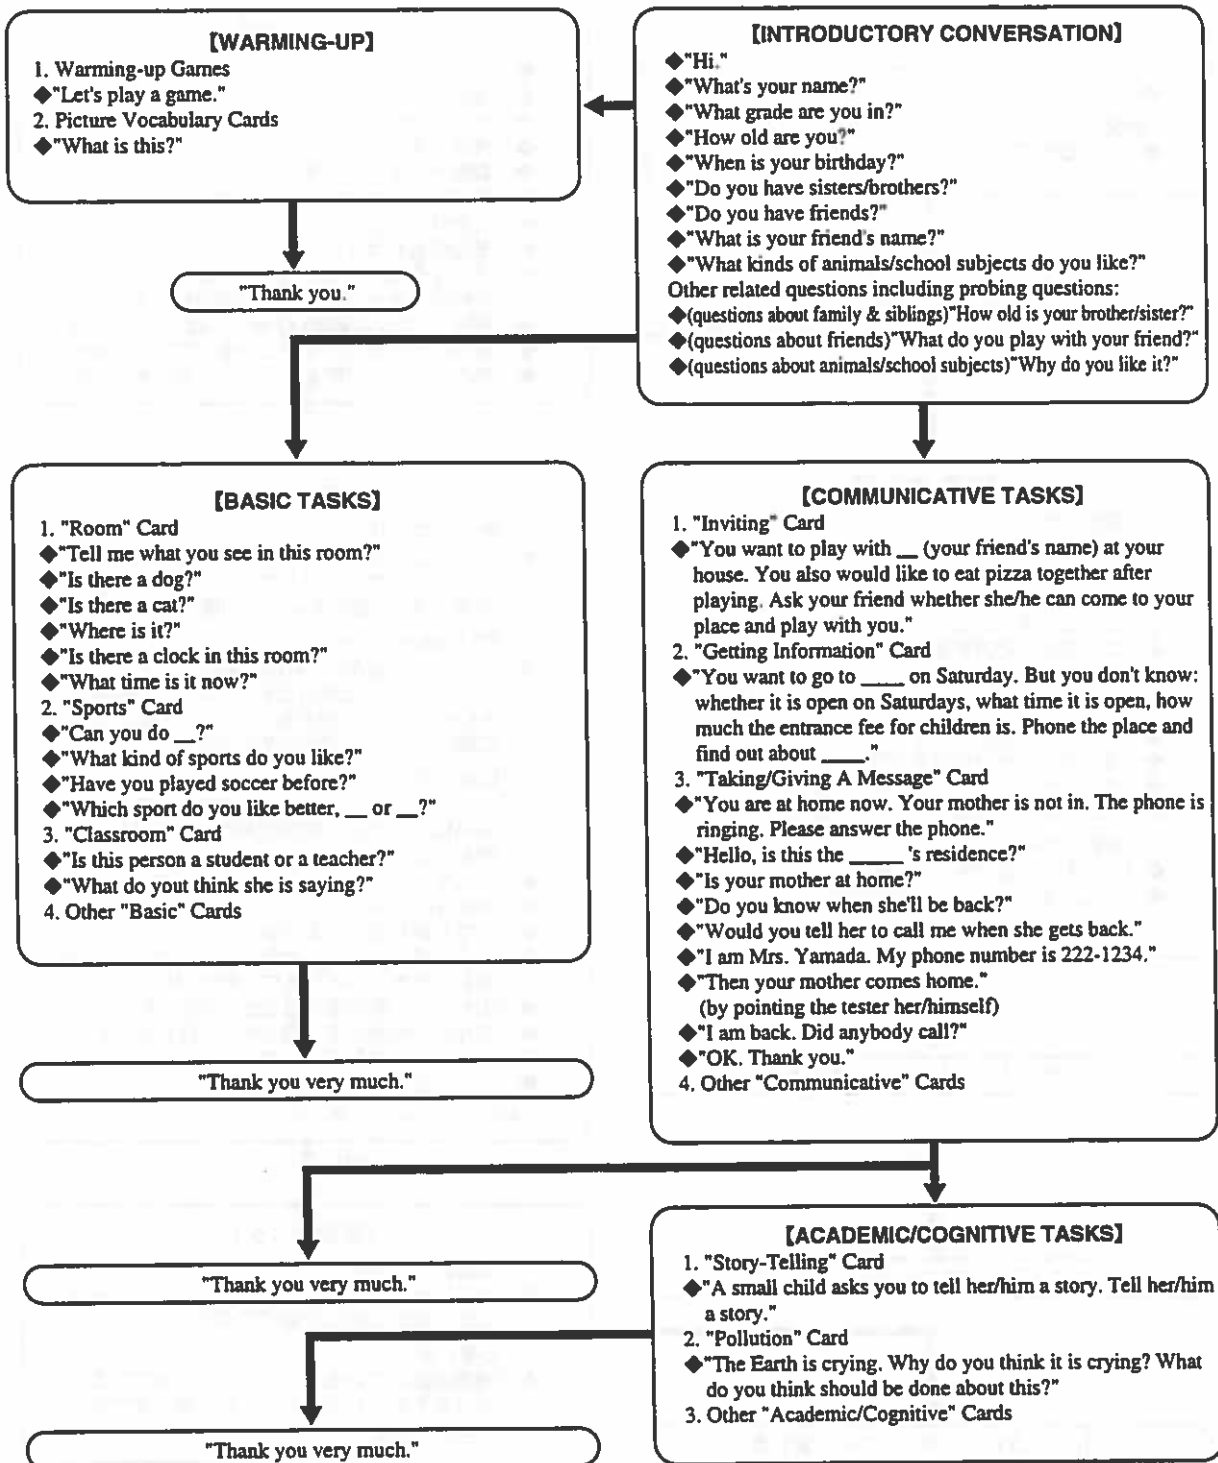 【WARMING-UP】
1. Warming-up Games
◆"Let's play a game."
2. Picture Vocabulary Cards
◆"What is this?"
"Thank you."
【INTRODUCTORY CONVERSATION】
◆"Hi."
◆"What's your name?"
◆"What grade are you in?"
◆"How old are you?"
◆"When is your birthday?"
◆"Do you have sisters/brothers?"
◆"Do you have friends?"
◆"What is your friend's name?"
◆"What kinds of animals/school subjects do you like?"
Other related questions including probing questions:
◆(questions about family & siblings)"How old is your brother/sister?"
◆(questions about friends)"What do you play with your friend?"
◆(questions about animals/school subjects)"Why do you like it?"
【BASIC TASKS】
1. "Room" Card
◆"Tell me what you see in this room?"
◆"Is there a dog?"
◆"Is there a cat?"
◆"Where is it?"
◆"Is there a clock in this room?"
◆"What time is it now?"
2. "Sports" Card
◆"Can you do __?"
◆"What kind of sports do you like?"
◆"Have you played soccer before?"
◆"Which sport do you like better, __ or __?"
3. "Classroom" Card
◆"Is this person a student or a teacher?"
◆"What do yout think she is saying?"
4. Other "Basic" Cards
"Thank you very much."
【COMMUNICATIVE TASKS】
1. "Inviting" Card
◆"You want to play with __ (your friend's name) at your
house. You also would like to eat pizza together after
playing. Ask your friend whether she/he can come to your
place and play with you."
2. "Getting Information" Card
◆"You want to go to ____ on Saturday. But you don't know:
whether it is open on Saturdays, what time it is open, how
much the entrance fee for children is. Phone the place and
find out about ____."
3. "Taking/Giving A Message" Card
◆"You are at home now. Your mother is not in. The phone is
ringing. Please answer the phone."
◆"Hello, is this the _____ 's residence?"
◆"Is your mother at home?"
◆"Do you know when she'll be back?"
◆"Would you tell her to call me when she gets back."
◆"I am Mrs. Yamada. My phone number is 222-1234."
◆"Then your mother comes home."
(by pointing the tester her/himself)
◆"I am back. Did anybody call?"
◆"OK. Thank you."
4. Other "Communicative" Cards
"Thank you very much."
【ACADEMIC/COGNITIVE TASKS】
1. "Story-Telling" Card
◆"A small child asks you to tell her/him a story. Tell her/him
a story."
2. "Pollution" Card
◆"The Earth is crying. Why do you think it is crying? What
do you think should be done about this?"
3. Other "Academic/Cognitive" Cards
"Thank you very much."